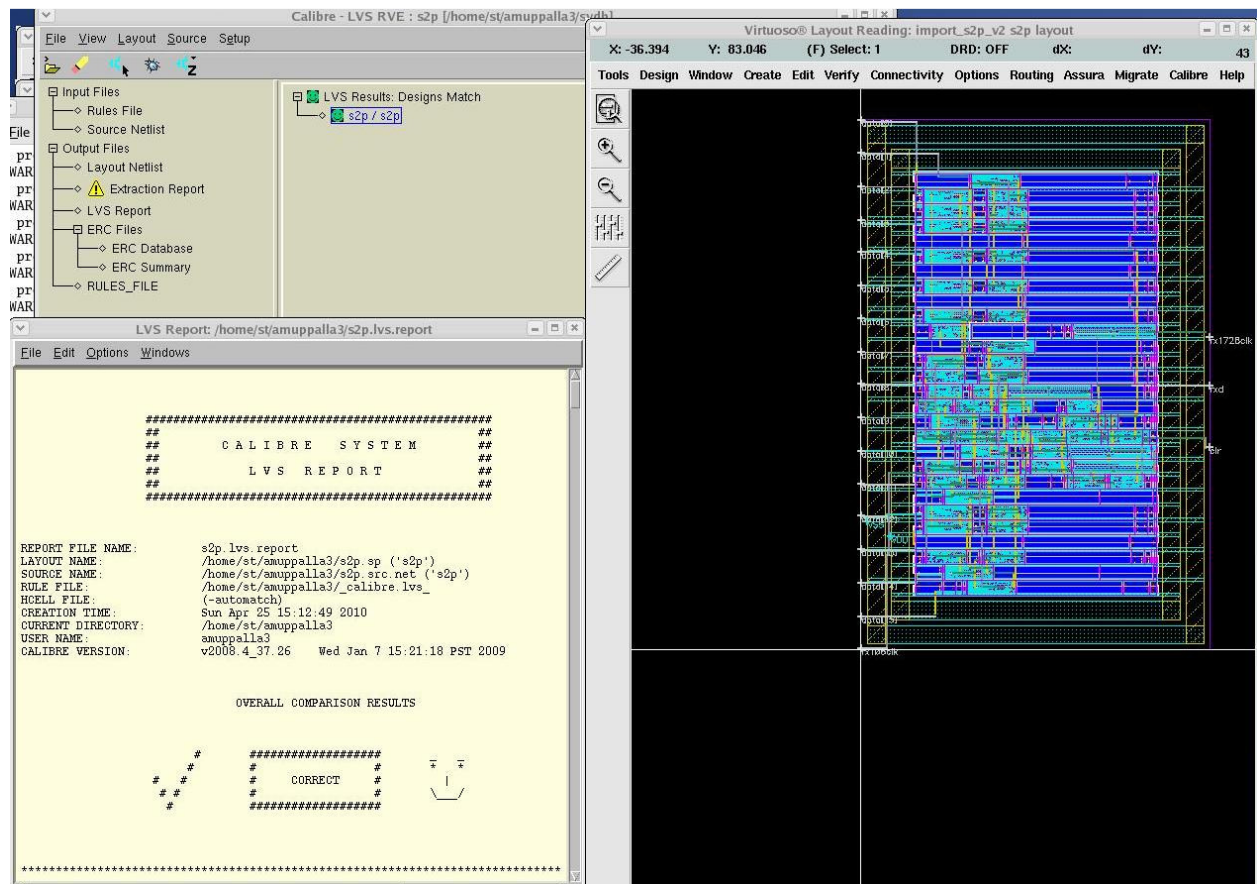 Calibre - LVS RVE : s2p [/home/st/amuppalla3/svdb]
File View Layout Source Setup
Input Files
Rules File
Source Netlist
Output Files
Layout Netlist
Extraction Report
LVS Report
ERC Files
ERC Database
ERC Summary
RULES_FILE
LVS Results: Designs Match
s2p / s2p
File
pr
WAR
pr
WAR
pr
WAR
pr
WAR
pr
WAR
LVS Report: /home/st/amuppalla3/s2p.lvs.report
File Edit Options Windows
##################################################
## ##
## C A L I B R E S Y S T E M ##
## ##
## L V S R E P O R T ##
## ##
##################################################
REPORT FILE NAME: s2p.lvs.report
LAYOUT NAME: /home/st/amuppalla3/s2p.sp ('s2p')
SOURCE NAME: /home/st/amuppalla3/s2p.src.net ('s2p')
RULE FILE: /home/st/amuppalla3/_calibre.lvs_
HCELL FILE: (-automatch)
CREATION TIME: Sun Apr 25 15:12:49 2010
CURRENT DIRECTORY: /home/st/amuppalla3
USER NAME: amuppalla3
CALIBRE VERSION: v2008.4_37.26 Wed Jan 7 15:21:18 PST 2009
OVERALL COMPARISON RESULTS
CORRECT
Virtuoso® Layout Reading: import_s2p_v2 s2p layout
X: -36.394 Y: 83.046 (F) Select: 1 DRD: OFF dX: dY: 43
Tools Design Window Create Edit Verify Connectivity Options Routing Assura Migrate Calibre Help
rx1728clk
rxd
clr